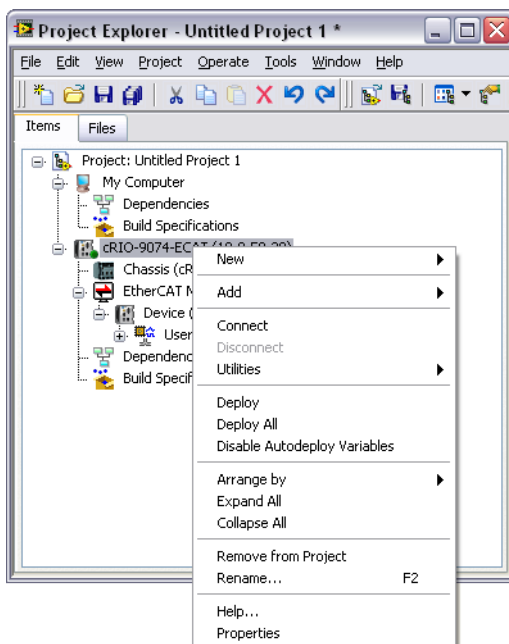 Project Explorer - Untitled Project 1 *
File Edit View Project Operate Tools Window Help
Items Files
Project: Untitled Project 1
My Computer
Dependencies
Build Specifications
cRIO-9074-ECAT
Chassis (cR
EtherCAT M
Device (
User
Dependenc
Build Specif
New
Add
Connect
Disconnect
Utilities
Deploy
Deploy All
Disable Autodeploy Variables
Arrange by
Expand All
Collapse All
Remove from Project
Rename... F2
Help...
Properties